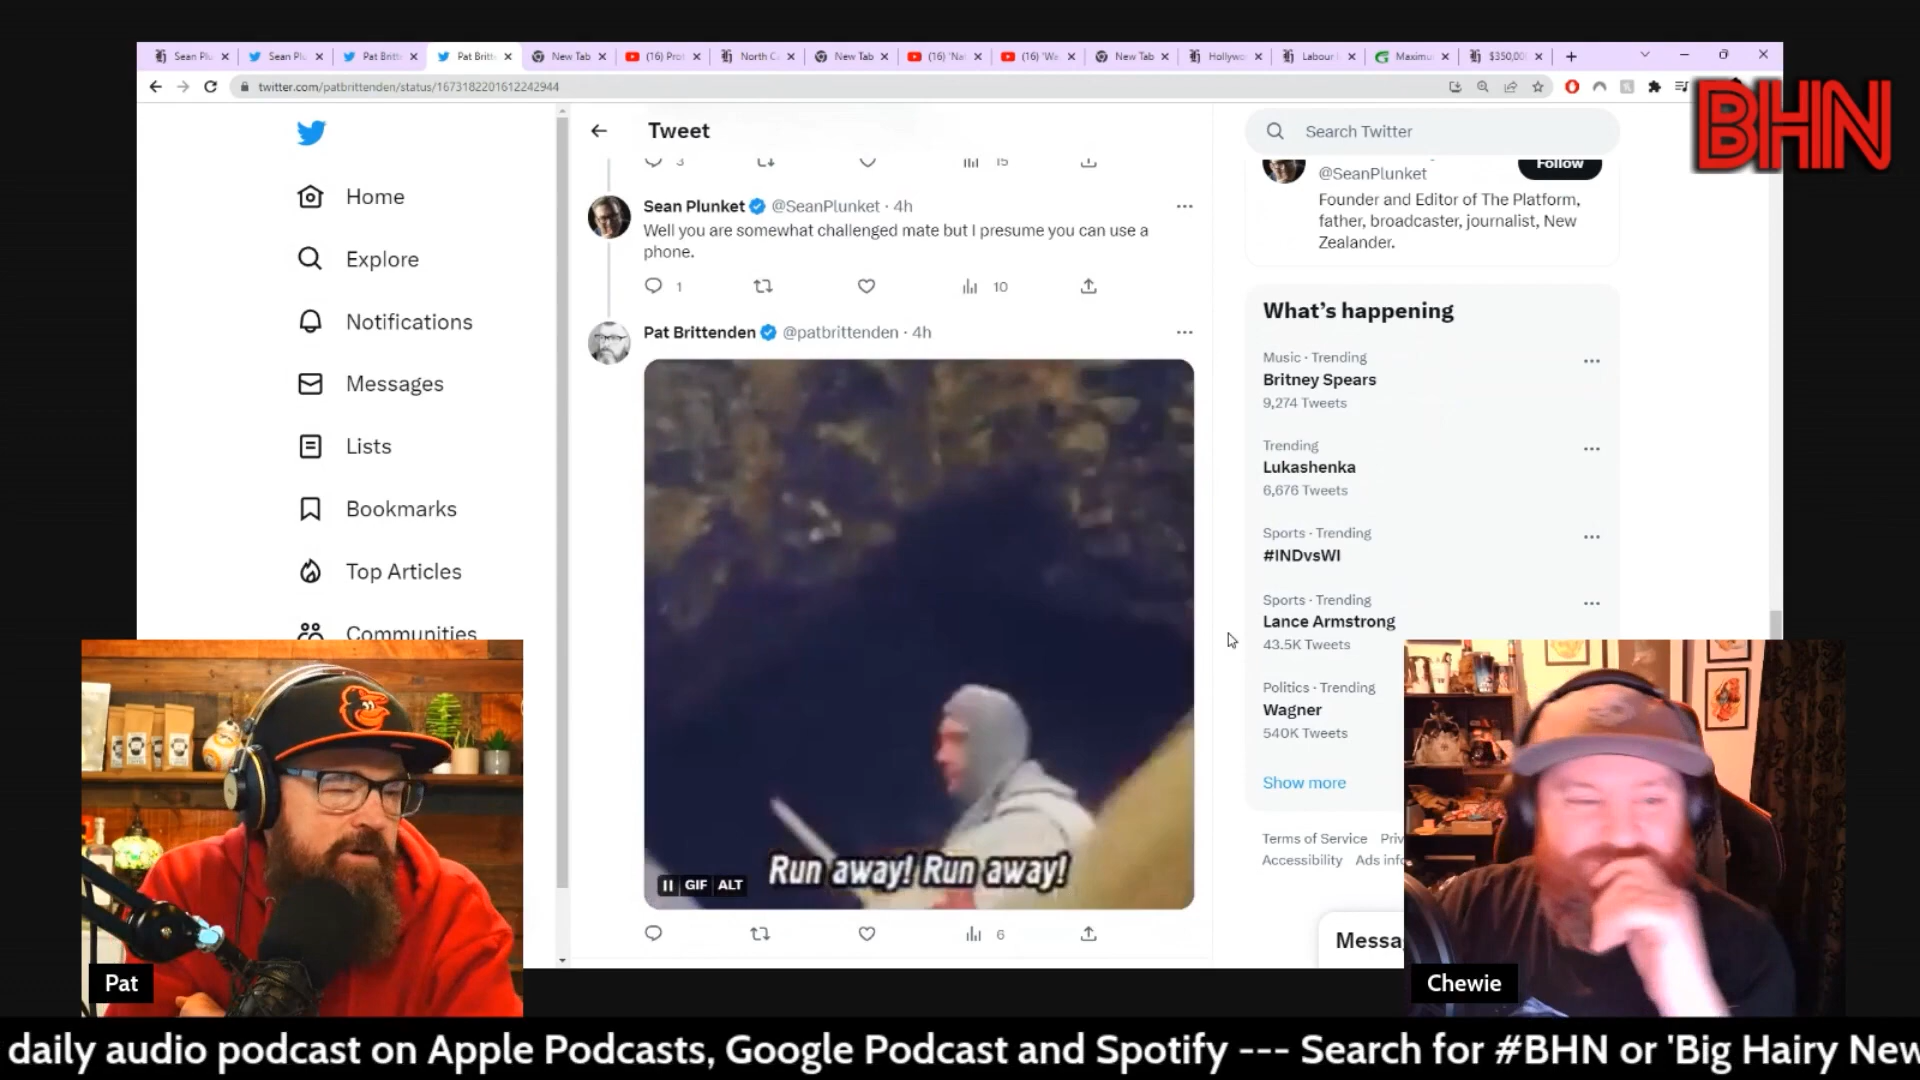 Sean Plu
Sean Plu
Pat Britt
Pat Britte
New Tab
(16) Pro
North C
New Tab
(16) 'Na
(16) 'Wa
New Tab
Hollywo
Labour
Maximu
$350,00
twitter.com/patbrittenden/status/1673182201612242944
BHN
Home
Explore
Notifications
Messages
Lists
Bookmarks
Top Articles
Communities
Tweet
3
15
Sean Plunket @SeanPlunket · 4h
Well you are somewhat challenged mate but I presume you can use a
phone.
1
10
Pat Brittenden @patbrittenden · 4h
Run away! Run away!
GIF ALT
6
Search Twitter
@SeanPlunket
Follow
Founder and Editor of The Platform,
father, broadcaster, journalist, New
Zealander.
What's happening
Music · Trending
Britney Spears
9,274 Tweets
Trending
Lukashenka
6,676 Tweets
Sports · Trending
#INDvsWI
Sports · Trending
Lance Armstrong
43.5K Tweets
Politics · Trending
Wagner
540K Tweets
Show more
Terms of Service Priv
Accessibility Ads info
Messa
Pat
Chewie
daily audio podcast on Apple Podcasts, Google Podcast and Spotify --- Search for #BHN or 'Big Hairy New